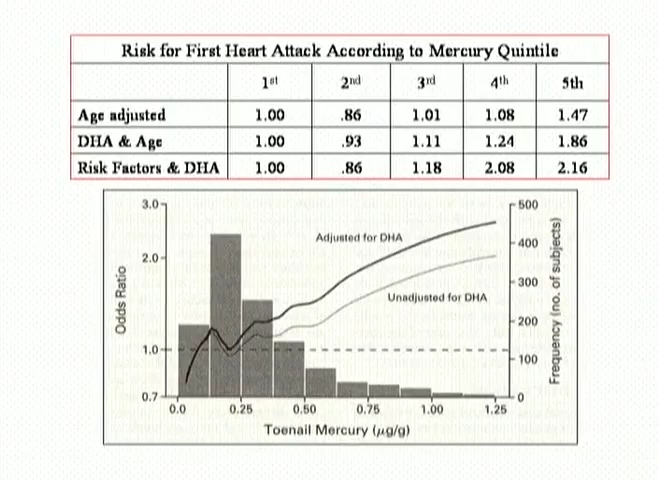 Risk for First Heart Attack According to Mercury Quintile
1st 2nd 3rd 4th 5th
Age adjusted 1.00 .86 1.01 1.08 1.47
DHA & Age 1.00 .93 1.11 1.24 1.86
Risk Factors & DHA 1.00 .86 1.18 2.08 2.16
3.0 500
Adjusted for DHA 400
2.0
300
Unadjusted for DHA
200
1.0
100
0.7 0
Odds Ratio
Frequency (no. of subjects)
0.0 0.25 0.50 0.75 1.00 1.25
Toenail Mercury (μg/g)